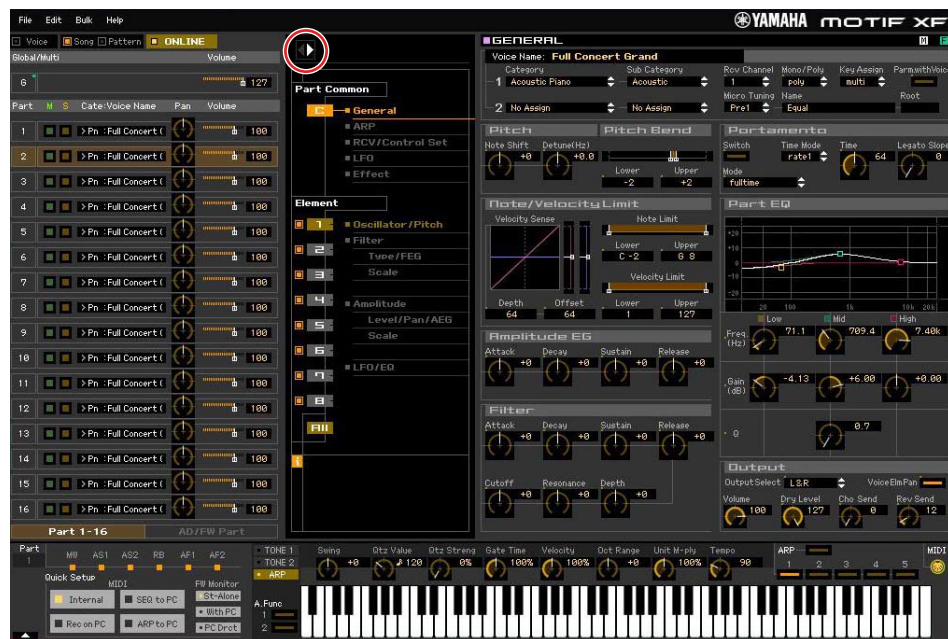 File Edit Bulk Help
YAMAHA MOTIF XF
Voice Song Pattern ONLINE
Global/Multi Volume
G 127
Part M S Cate:Voice Name Pan Volume
1 >Pn :Full Concert ( 100
2 >Pn :Full Concert ( 100
3 >Pn :Full Concert ( 100
4 >Pn :Full Concert ( 100
5 >Pn :Full Concert ( 100
6 >Pn :Full Concert ( 100
7 >Pn :Full Concert ( 100
8 >Pn :Full Concert ( 100
9 >Pn :Full Concert ( 100
10 >Pn :Full Concert ( 100
11 >Pn :Full Concert ( 100
12 >Pn :Full Concert ( 100
13 >Pn :Full Concert ( 100
14 >Pn :Full Concert ( 100
15 >Pn :Full Concert ( 100
16 >Pn :Full Concert ( 100
Part 1-16 AD/FW Part
Part Common
C General
ARP
RCV/Control Set
LFO
Effect
Element
1 Oscillator/Pitch
2 Filter
Type/FEG
3 Scale
4 Amplitude
5 Level/Pan/AEG
Scale
6
7 LFO/EQ
8
All
i
GENERAL M E
Voice Name: Full Concert Grand
Category Sub Category
1 Acoustic Piano Acoustic
2 No Assign No Assign
Rcv Channel Mono/Poly Key Assign Parm.withVoice
1 poly multi
Micro Tuning Name Root
Pre1 Equal
Pitch Pitch Bend
Note Shift Detune(Hz)
+0 +0.0
Lower Upper
-2 +2
Portamento
Switch Time Mode Time Legato Slope
rate1 64 0
Mode
fulltime
Note/Velocity Limit
Velocity Sense Note Limit
Lower Upper
C -2 G 8
Velocity Limit
Depth Offset Lower Upper
64 64 1 127
Part EQ
+20
+10
0
-10
-20
20 100 1k 10k 20k
Low Mid High
Freq (Hz) 71.1 709.4 7.40k
Gain (dB) -4.13 +6.00 +0.00
Q 0.7
Amplitude EG
Attack Decay Sustain Release
+0 +0 +0 +0
Filter
Attack Decay Sustain Release
+0 +0 +0 +0
Cutoff Resonance Depth
+0 +0 +0
Output
OutputSelect L&R VoiceElmPan
Volume Dry Level Cho Send Rev Send
100 127 0 12
Part MW AS1 AS2 RB AF1 AF2
1
TONE 1
TONE 2
ARP
Swing Qtz Value Qtz Streng Gate Time Velocity Oct Range Unit M-ply Tempo
+0 120 0% 100% 100% +0 100% 90
ARP
1 2 3 4 5
MIDI
Quick Setup MIDI FW Monitor
Internal SEQ to PC St-Alone
With PC
Rec on PC ARP to PC PC Drct
A.Func
1
2